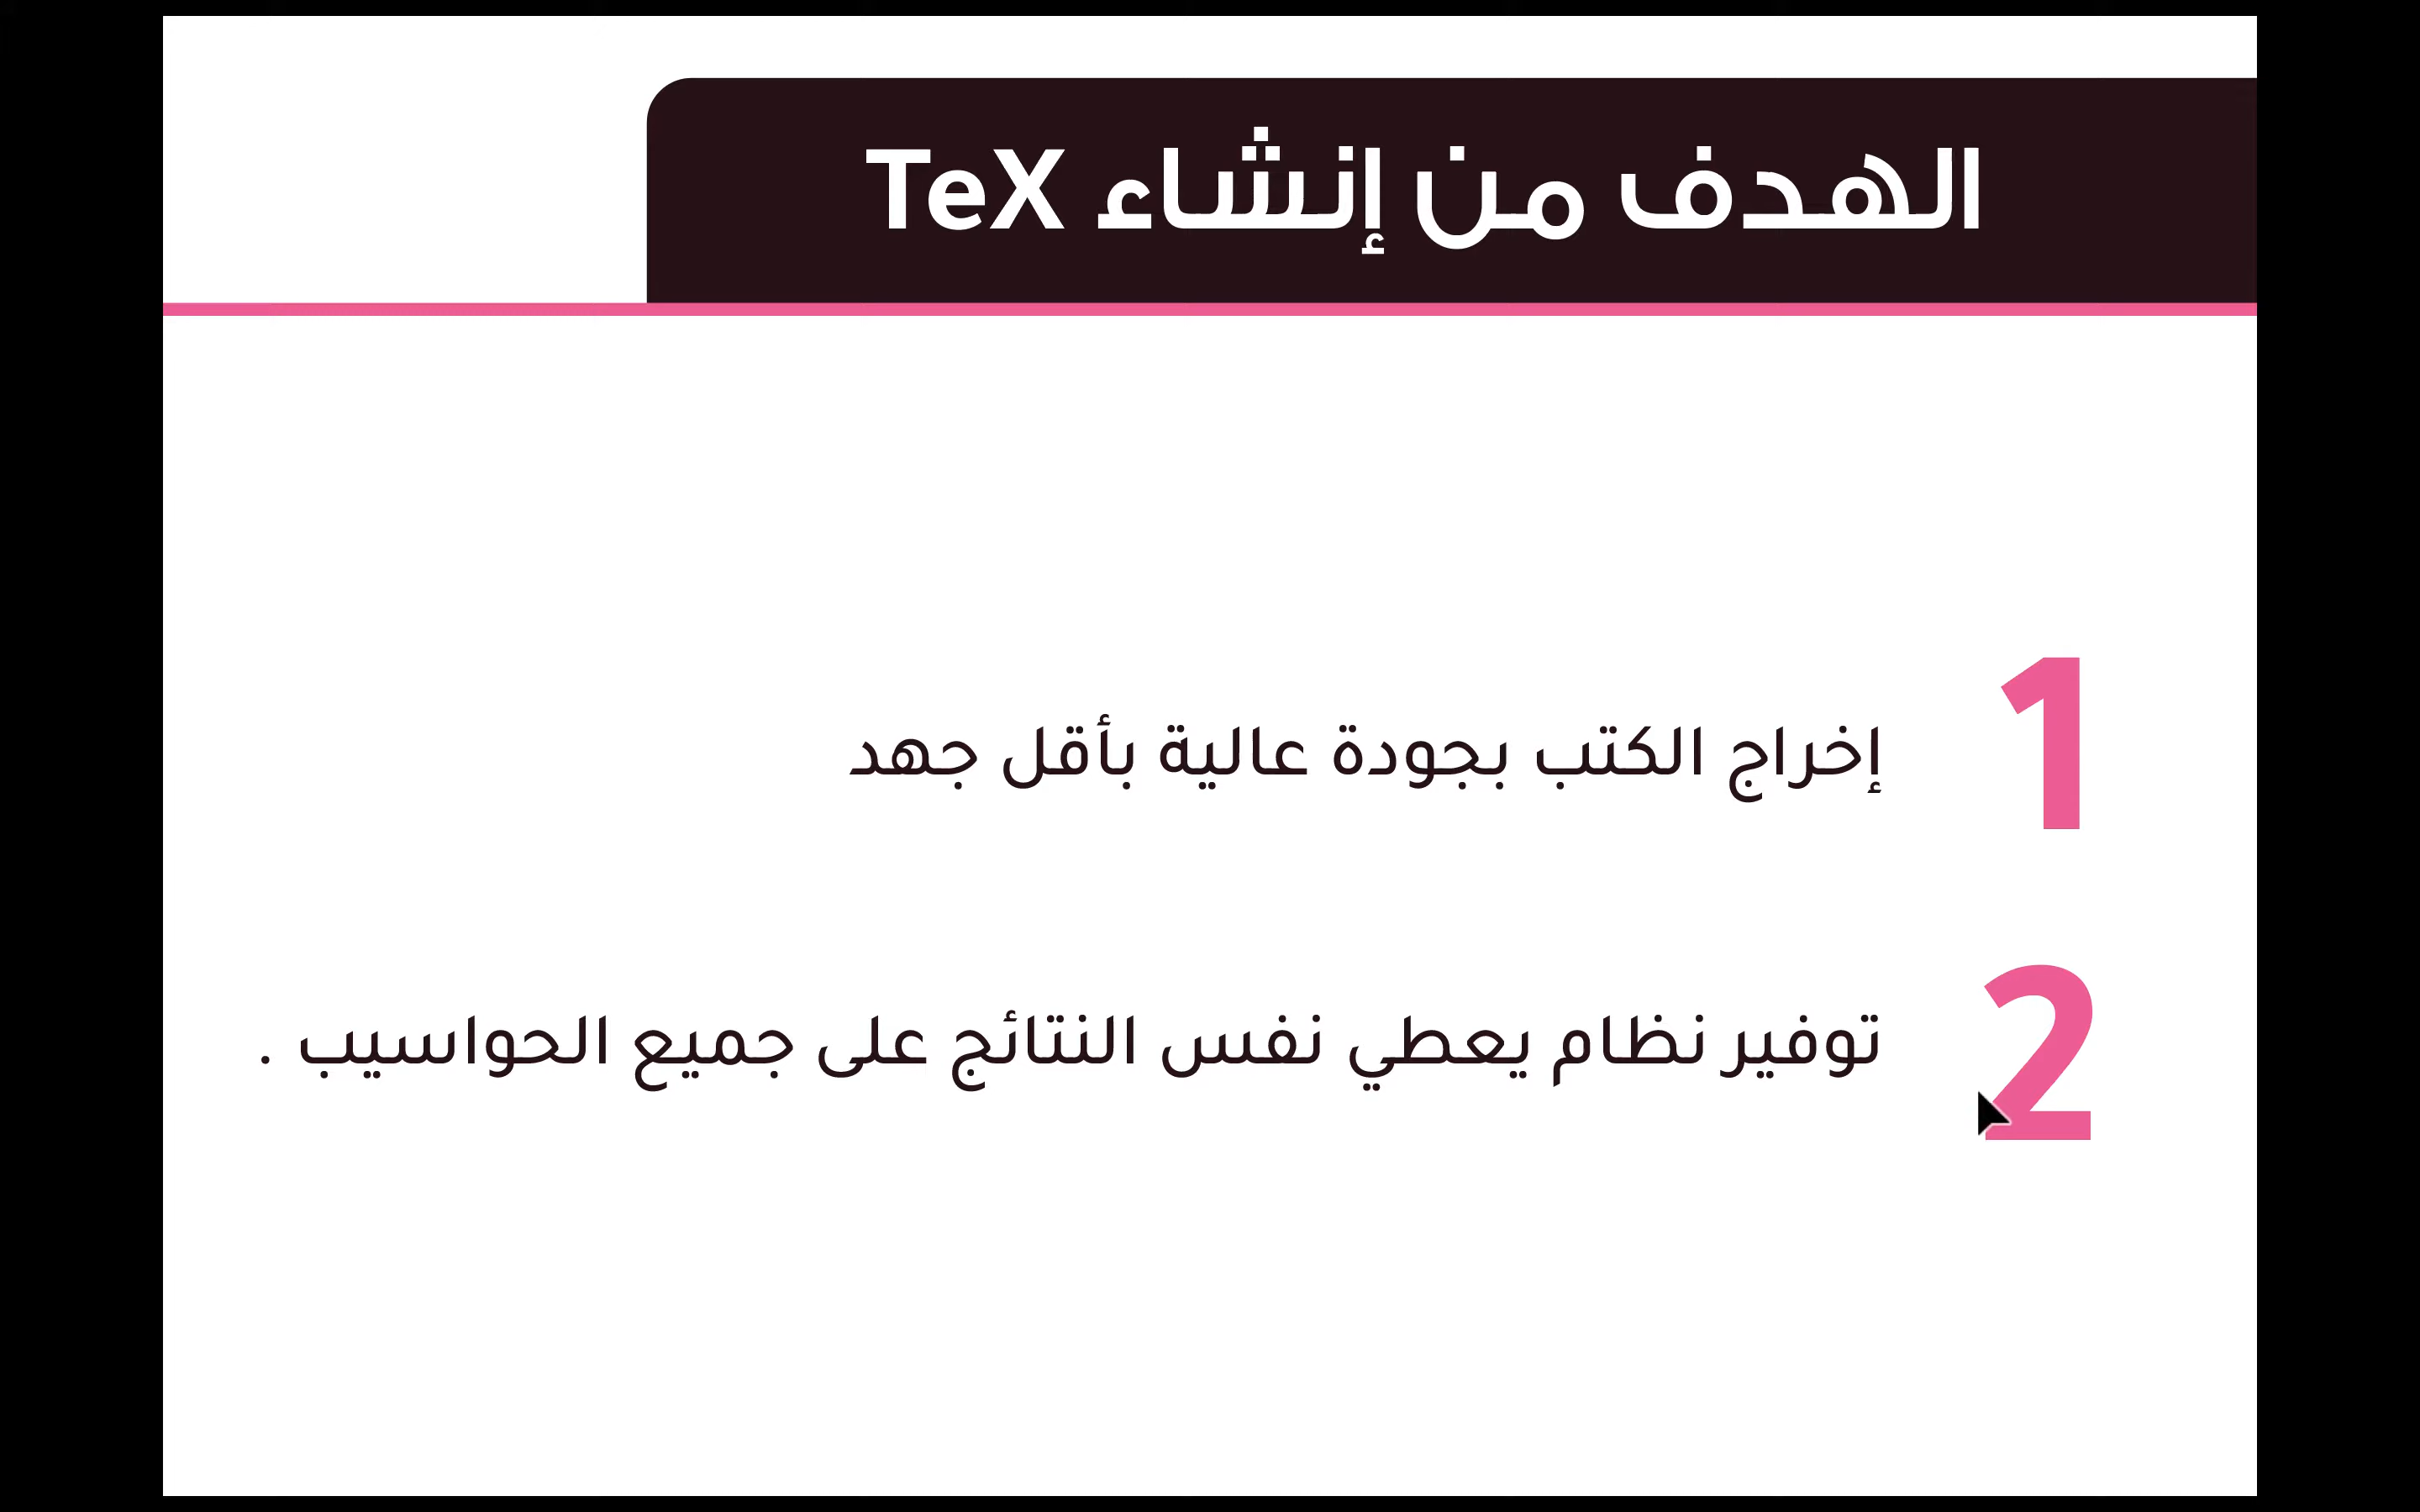 الهدف من إنشاء TeX
1 إخراج الكتب بجودة عالية بأقل جهد
2 توفير نظام يعطي نفس النتائج على جميع الحواسيب .